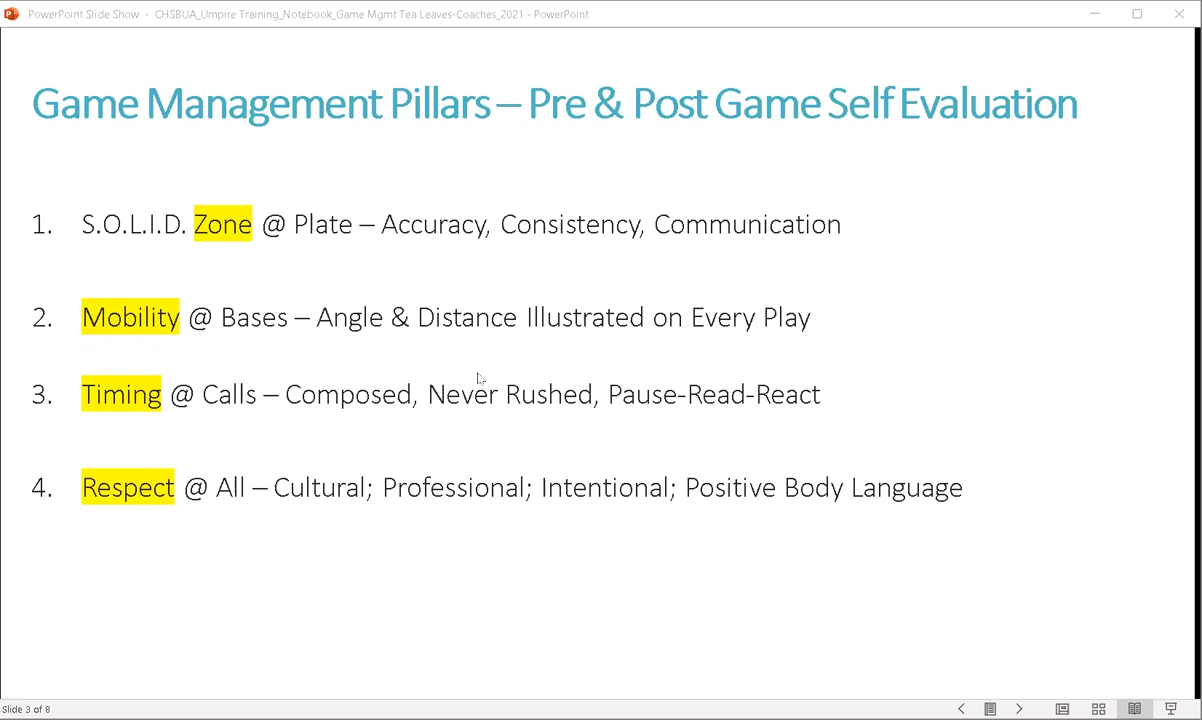 PowerPoint Slide Show - CHSBUA_Umpire Training_Notebook_Game Mgmt Tea Leaves-Coaches_2021 - PowerPoint
Game Management Pillars – Pre & Post Game Self Evaluation
1. S.O.L.I.D. Zone @ Plate – Accuracy, Consistency, Communication
2. Mobility @ Bases – Angle & Distance Illustrated on Every Play
3. Timing @ Calls – Composed, Never Rushed, Pause-Read-React
4. Respect @ All – Cultural; Professional; Intentional; Positive Body Language
Slide 3 of 8